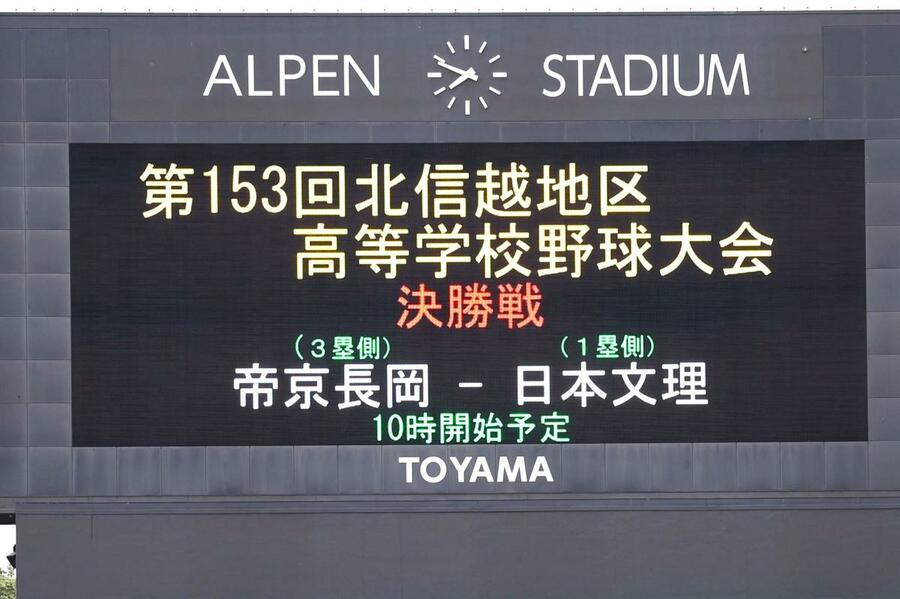 ALPEN STADIUM
第153回北信越地区
高等学校野球大会
決勝戦
(3塁側) (1塁側)
帝京長岡 - 日本文理
10時開始予定
TOYAMA